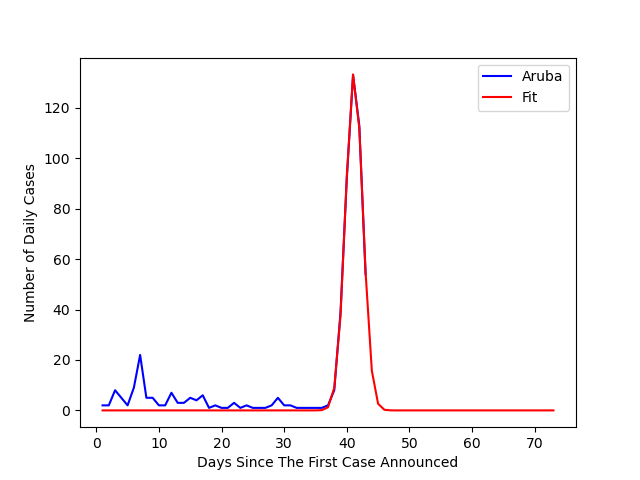 Aruba
Fit
120
100
80
60
40
20
0
Number of Daily Cases
0 10 20 30 40 50 60 70
Days Since The First Case Announced